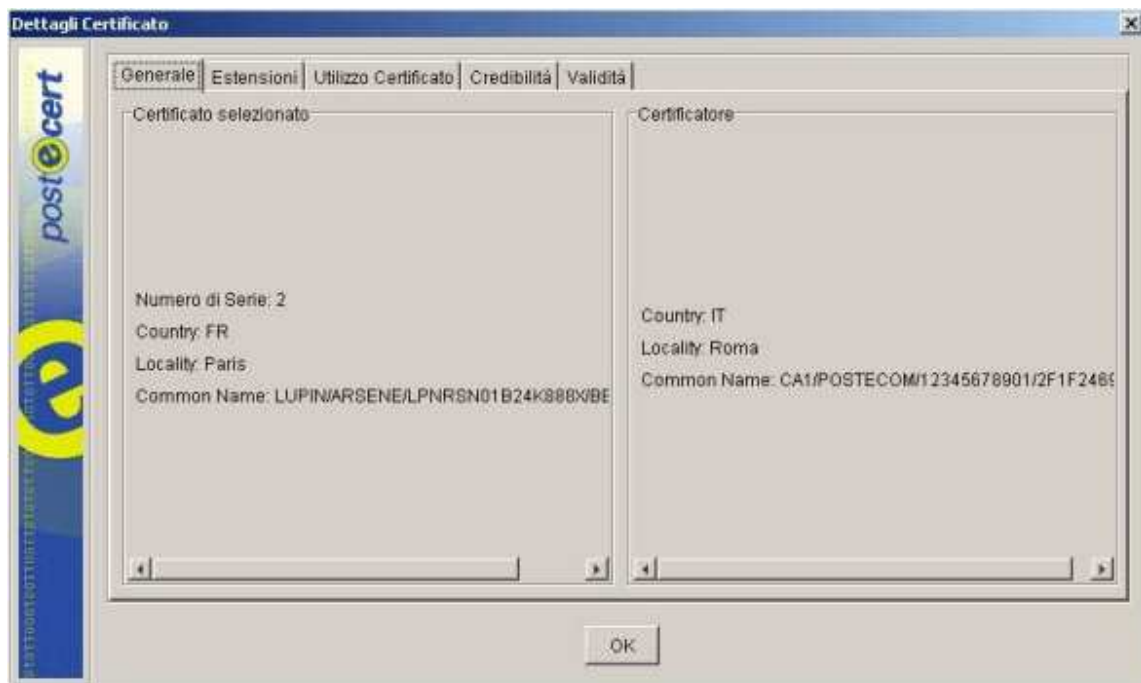 Dettagli Certificato
postecert
Generale Estensioni Utilizzo Certificato Credibilità Validità
Certificato selezionato
Numero di Serie: 2
Country: FR
Locality: Paris
Common Name: LUPIN/ARSENE/LPNRSN01B24K888X/BE
Certificatore
Country: IT
Locality: Roma
Common Name: CA1/POSTECOM/12345678901/2F1F2469
OK